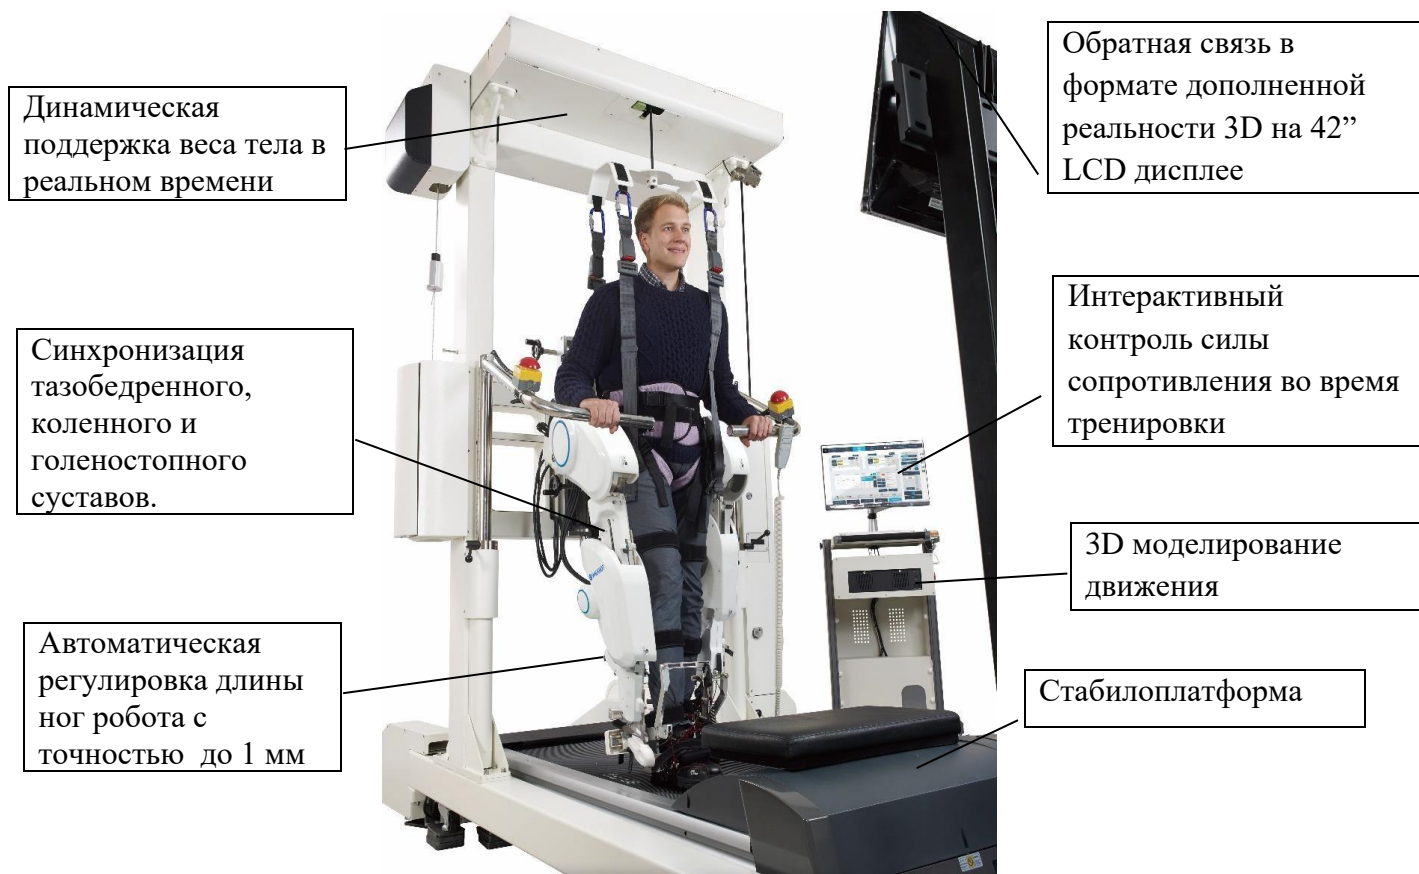 Динамическая
поддержка веса тела в
реальном времени
Синхронизация
тазобедренного,
коленного и
голеностопного
суставов.
Автоматическая
регулировка длины
ног робота с
точностью до 1 мм
Обратная связь в
формате дополненной
реальности 3D на 42”
LCD дисплее
Интерактивный
контроль силы
сопротивления во время
тренировки
3D моделирование
движения
Стабилоплатформа